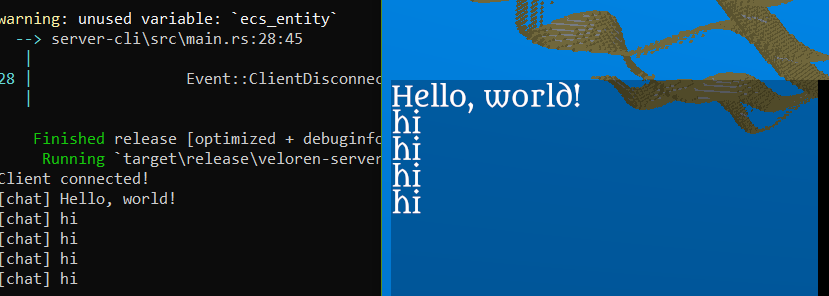 warning: unused variable: `ecs_entity`
--> server-cli\src\main.rs:28:45
|
28 | Event::ClientDisconnec
|
Finished release [optimized + debuginfo
Running `target\release\veloren-server
Client connected!
[chat] Hello, world!
[chat] hi
[chat] hi
[chat] hi
[chat] hi
Hello, world!
hi
hi
hi
hi